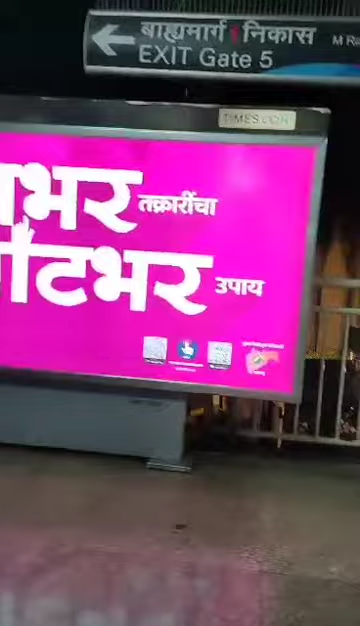 बाह्यमार्ग निकास
EXIT Gate 5
TIMES OOH
भर तक्रारींचा
टभर उपाय